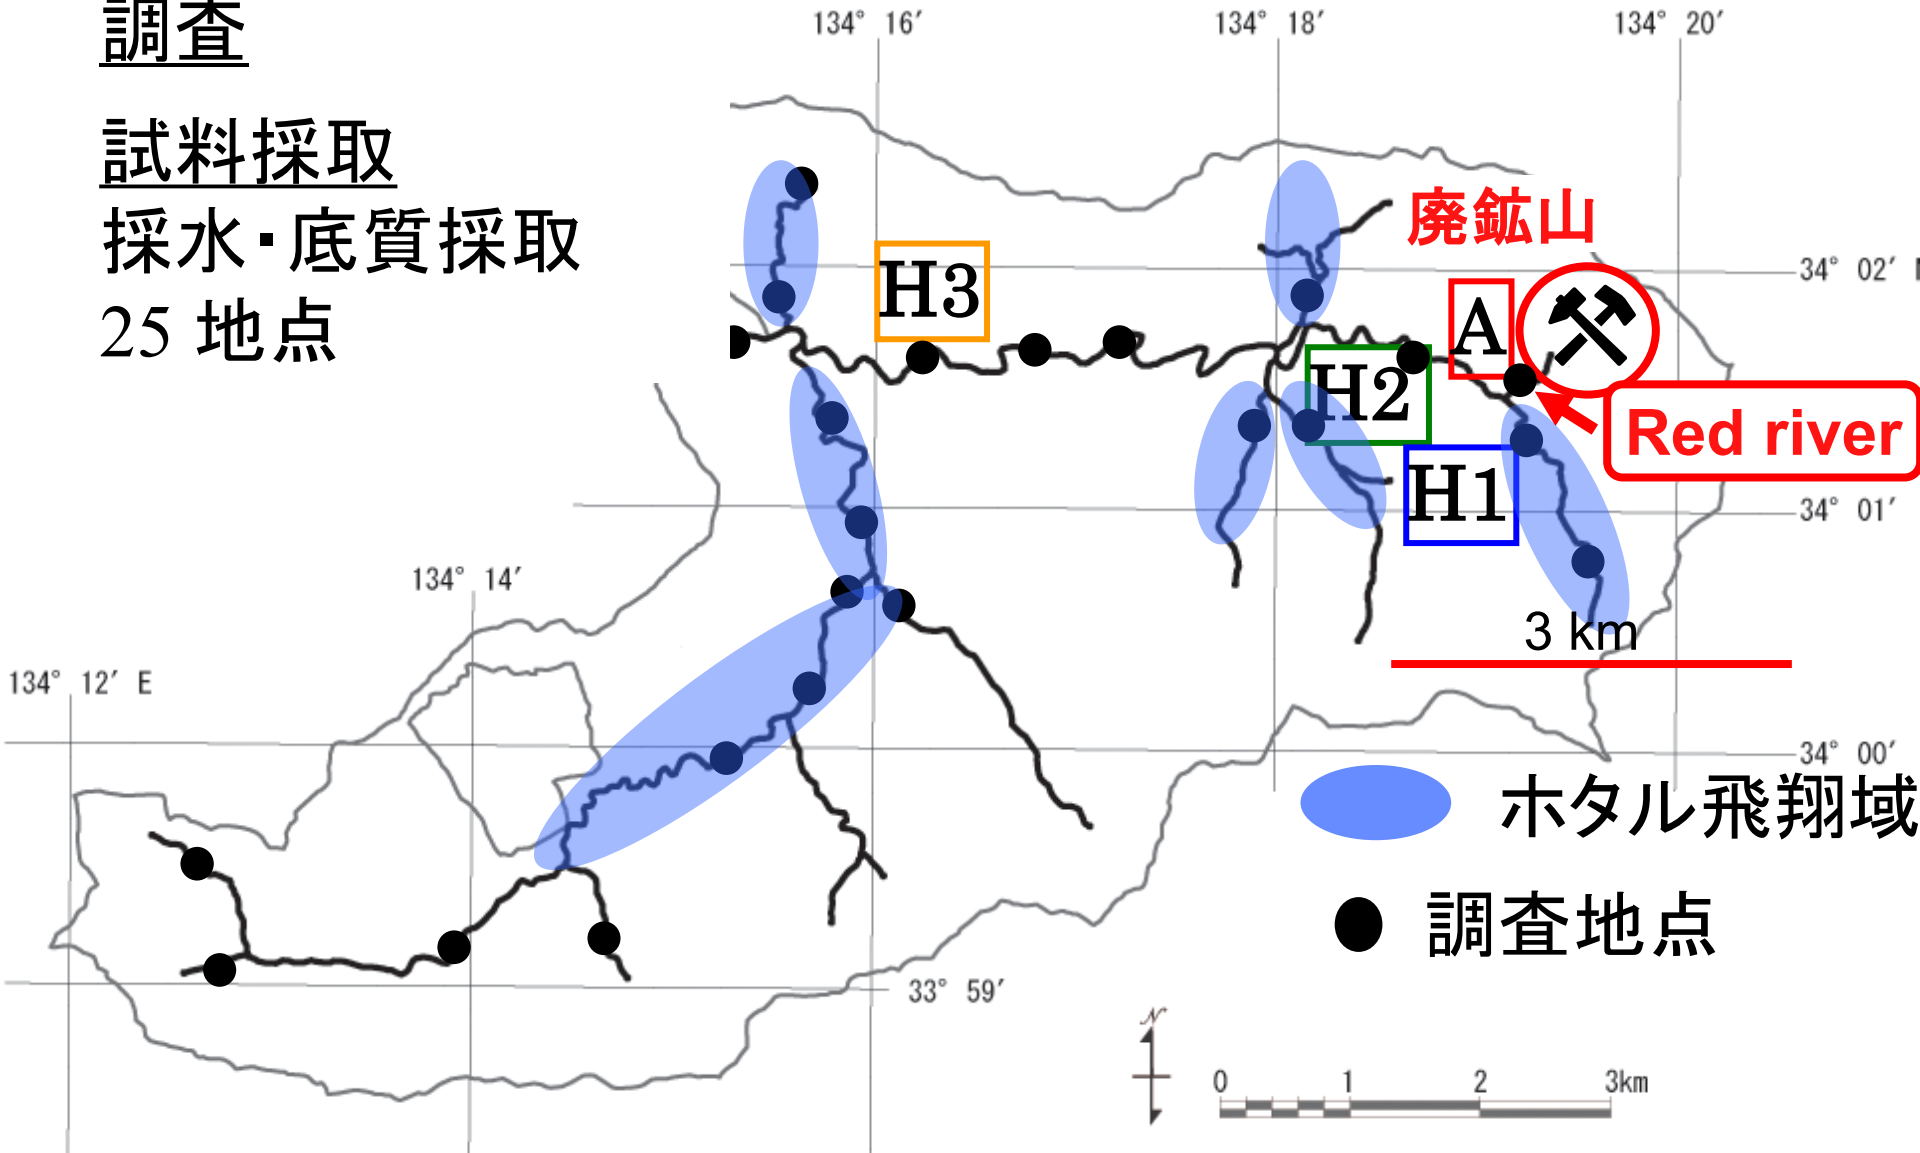 調査
試料採取
採水・底質採取
25 地点
134° 16′
134° 18′
134° 20′
廃鉱山
34° 02′
H3
A
H2
Red river
H1
34° 01′
134° 14′
3 km
134° 12′ E
34° 00′
ホタル飛翔域
調査地点
33° 59′
N
0 1 2 3km